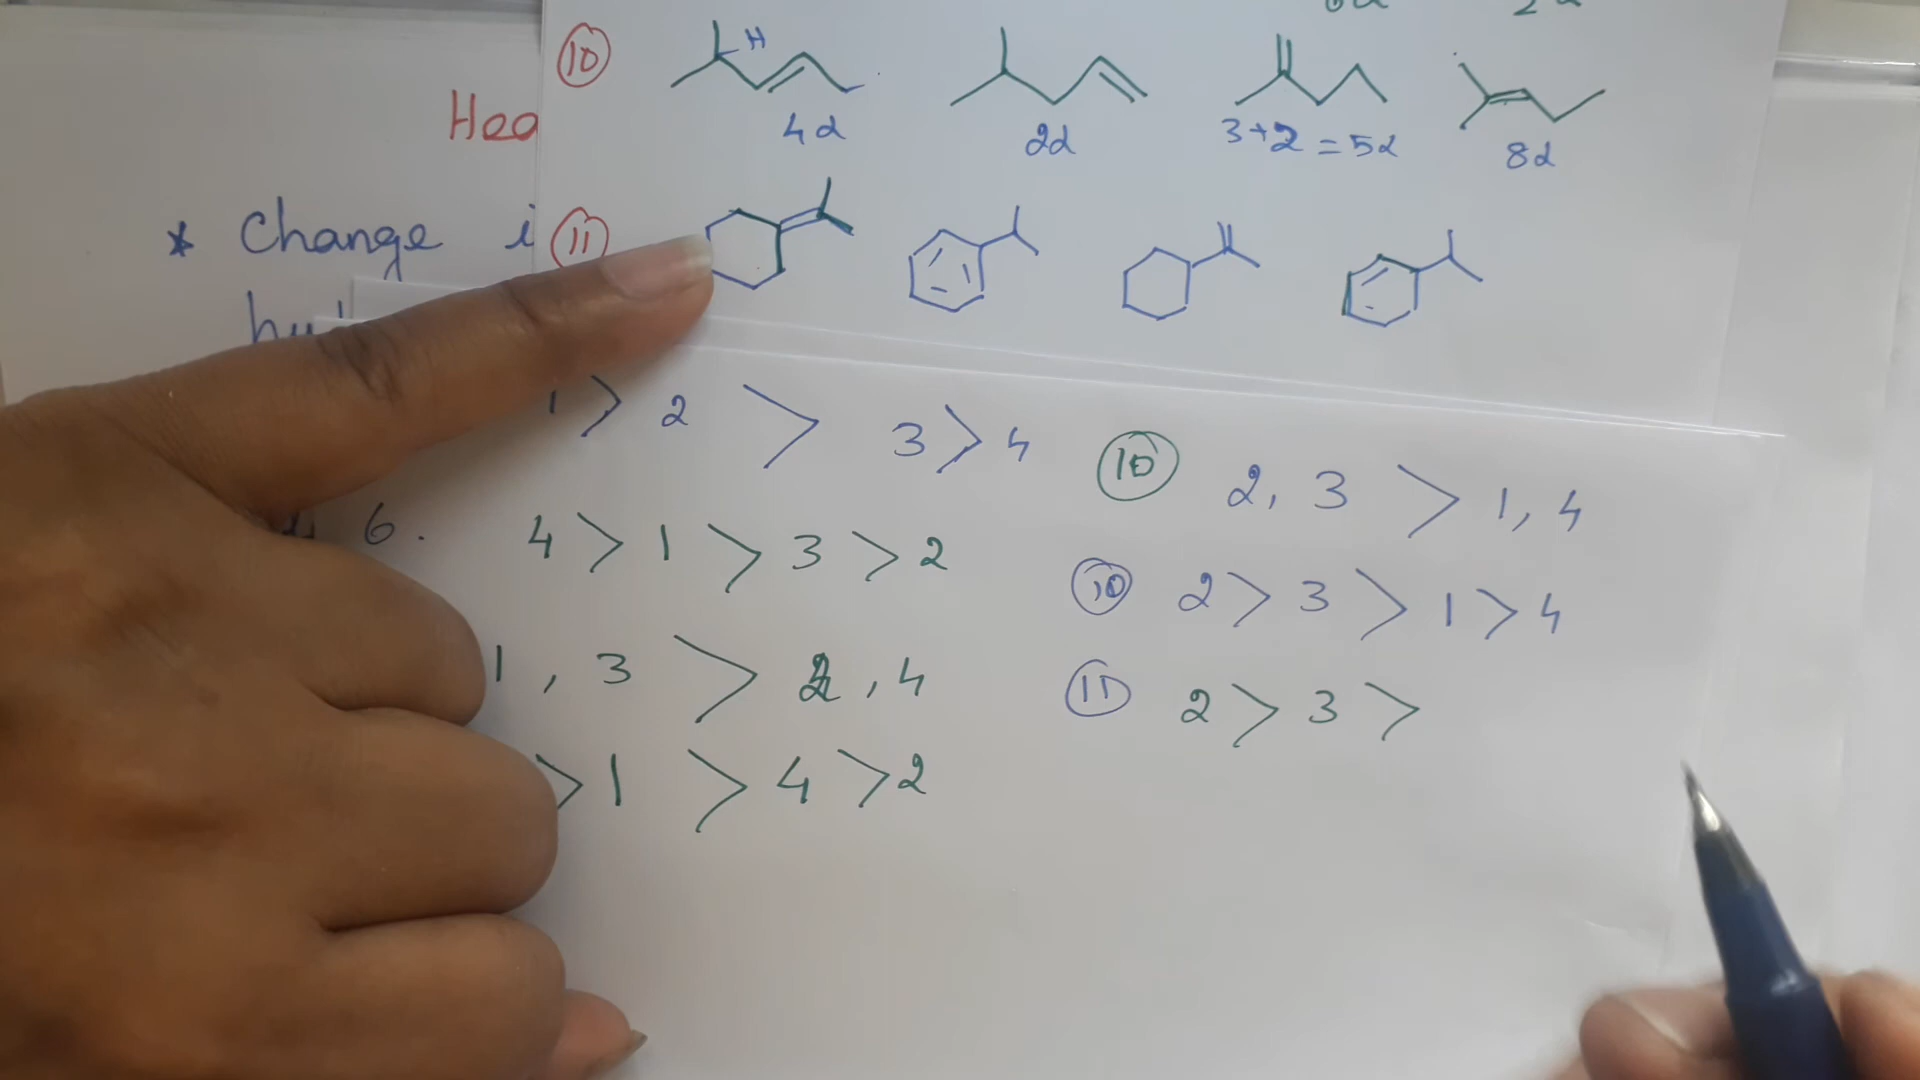 10 H
4α 2α 3+2=5α 8α
Hea
* Change i
11
1 > 2 > 3 > 4
6. 4 > 1 > 3 > 2
1, 3 > 2, 4
> 1 > 4 > 2
10 2, 3 > 1, 4
10 2 > 3 > 1 > 4
11 2 > 3 >